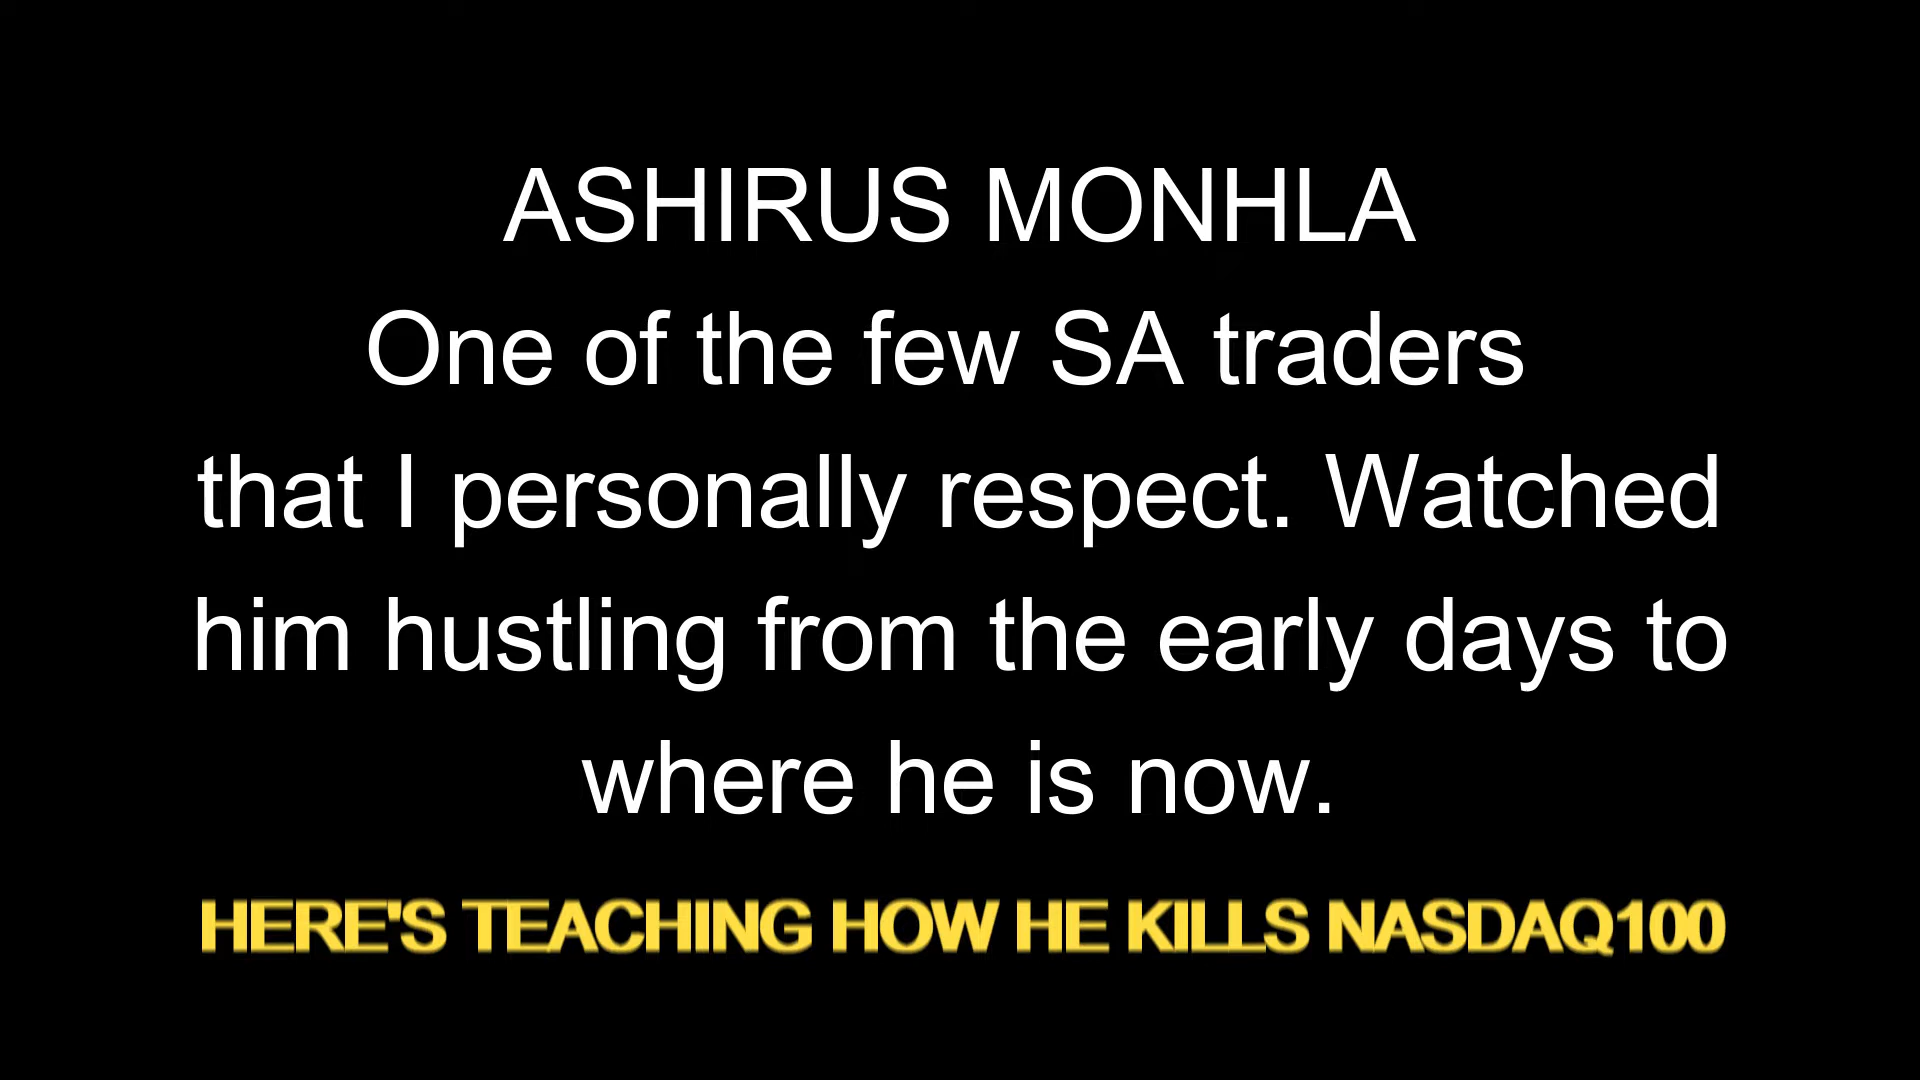 ASHIRUS MONHLA
One of the few SA traders
that I personally respect. Watched
him hustling from the early days to
where he is now.
HERE'S TEACHING HOW HE KILLS NASDAQ100